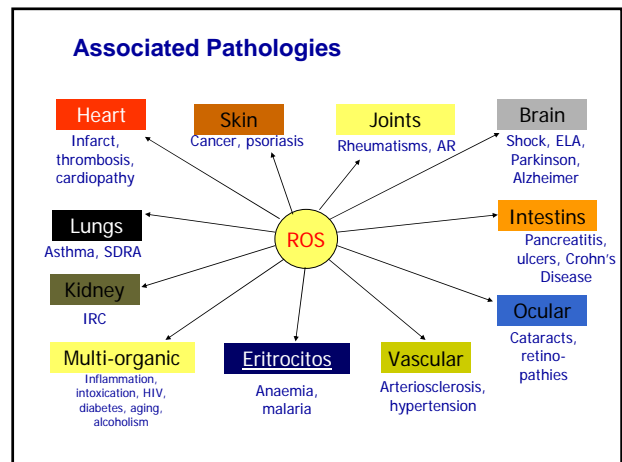 Associated Pathologies
Heart
Infarct,
thrombosis,
cardiopathy
Skin
Cancer, psoriasis
Joints
Rheumatisms, AR
Brain
Shock, ELA,
Parkinson,
Alzheimer
Lungs
Asthma, SDRA
ROS
Intestins
Pancreatitis,
ulcers, Crohn's
Disease
Kidney
IRC
Ocular
Cataracts,
retino-
pathies
Multi-organic
Inflammation,
intoxication, HIV,
diabetes, aging,
alcoholism
Eritrocitos
Anaemia,
malaria
Vascular
Arteriosclerosis,
hypertension